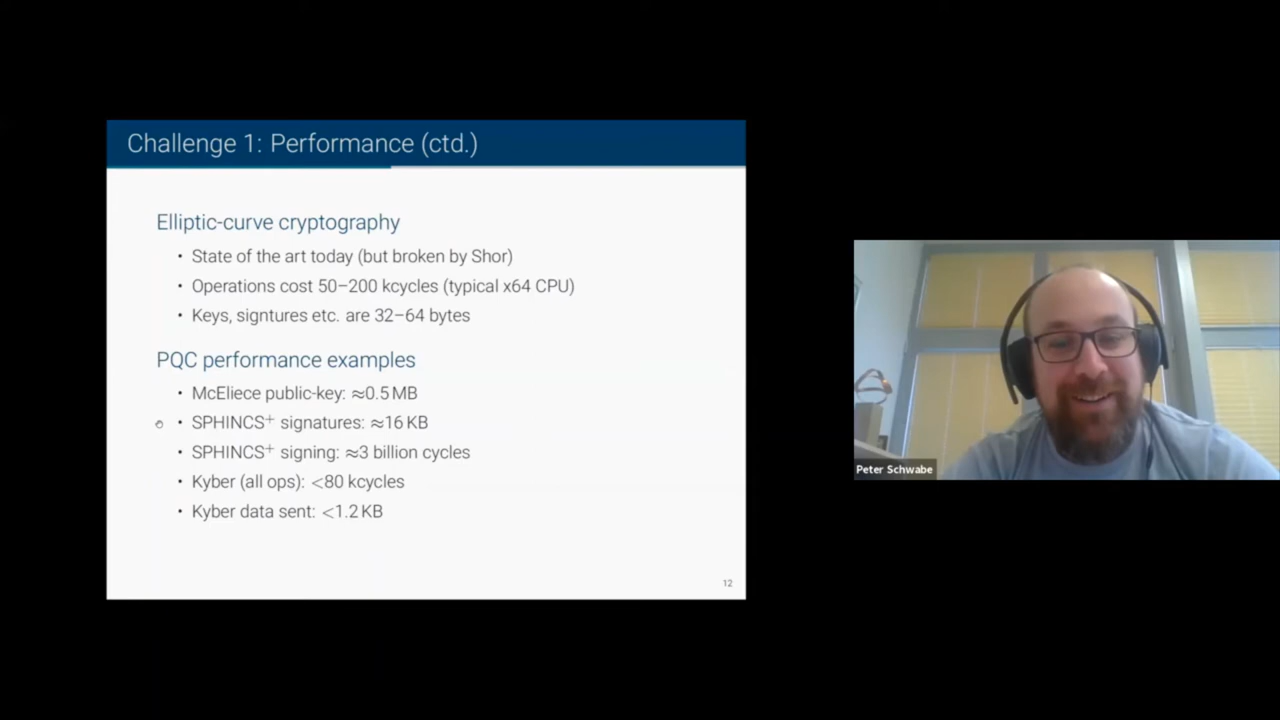 Challenge 1: Performance (ctd.)
Elliptic-curve cryptography
• State of the art today (but broken by Shor)
• Operations cost 50–200 kcycles (typical x64 CPU)
• Keys, signtures etc. are 32–64 bytes
PQC performance examples
• McEliece public-key: ≈0.5 MB
• SPHINCS+ signatures: ≈16 KB
• SPHINCS+ signing: ≈3 billion cycles
• Kyber (all ops): <80 kcycles
• Kyber data sent: <1.2 KB
12
Peter Schwabe